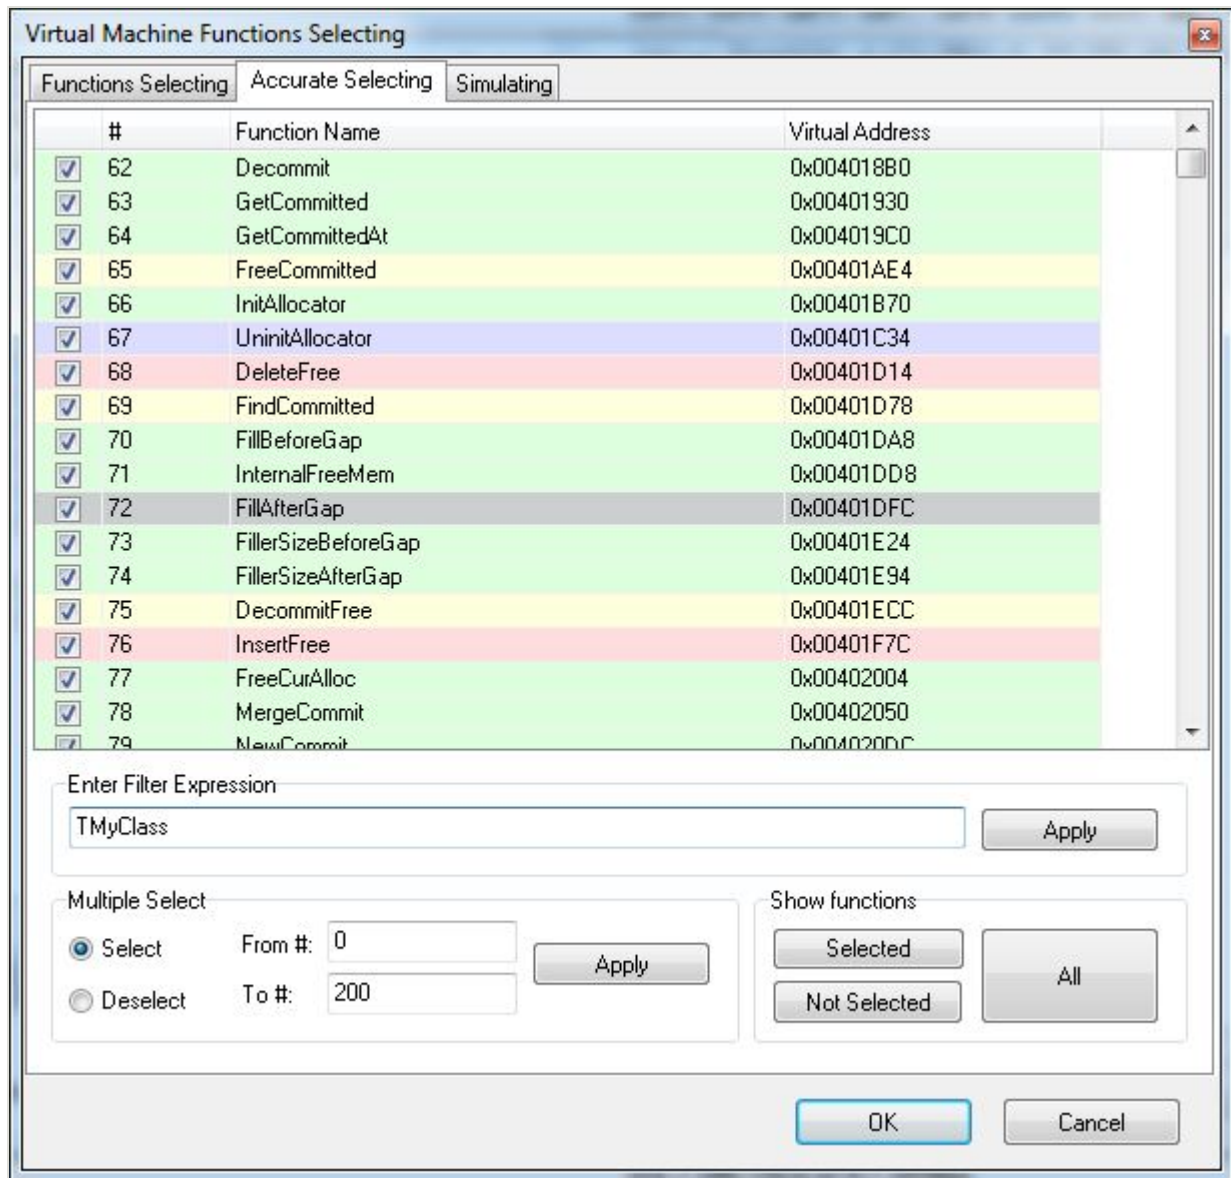 Virtual Machine Functions Selecting
Functions Selecting Accurate Selecting Simulating
# Function Name Virtual Address
62 Decommit 0x004018B0
63 GetCommitted 0x00401930
64 GetCommittedAt 0x004019C0
65 FreeCommitted 0x00401AE4
66 InitAllocator 0x00401B70
67 UninitAllocator 0x00401C34
68 DeleteFree 0x00401D14
69 FindCommitted 0x00401D78
70 FillBeforeGap 0x00401DA8
71 InternalFreeMem 0x00401DD8
72 FillAfterGap 0x00401DFC
73 FillerSizeBeforeGap 0x00401E24
74 FillerSizeAfterGap 0x00401E94
75 DecommitFree 0x00401ECC
76 InsertFree 0x00401F7C
77 FreeCurAlloc 0x00402004
78 MergeCommit 0x00402050
79 NewCommit 0x004020DC
Enter Filter Expression
TMyClass Apply
Multiple Select Show functions
Select From #: 0 Apply Selected All
Deselect To #: 200 Not Selected
OK Cancel